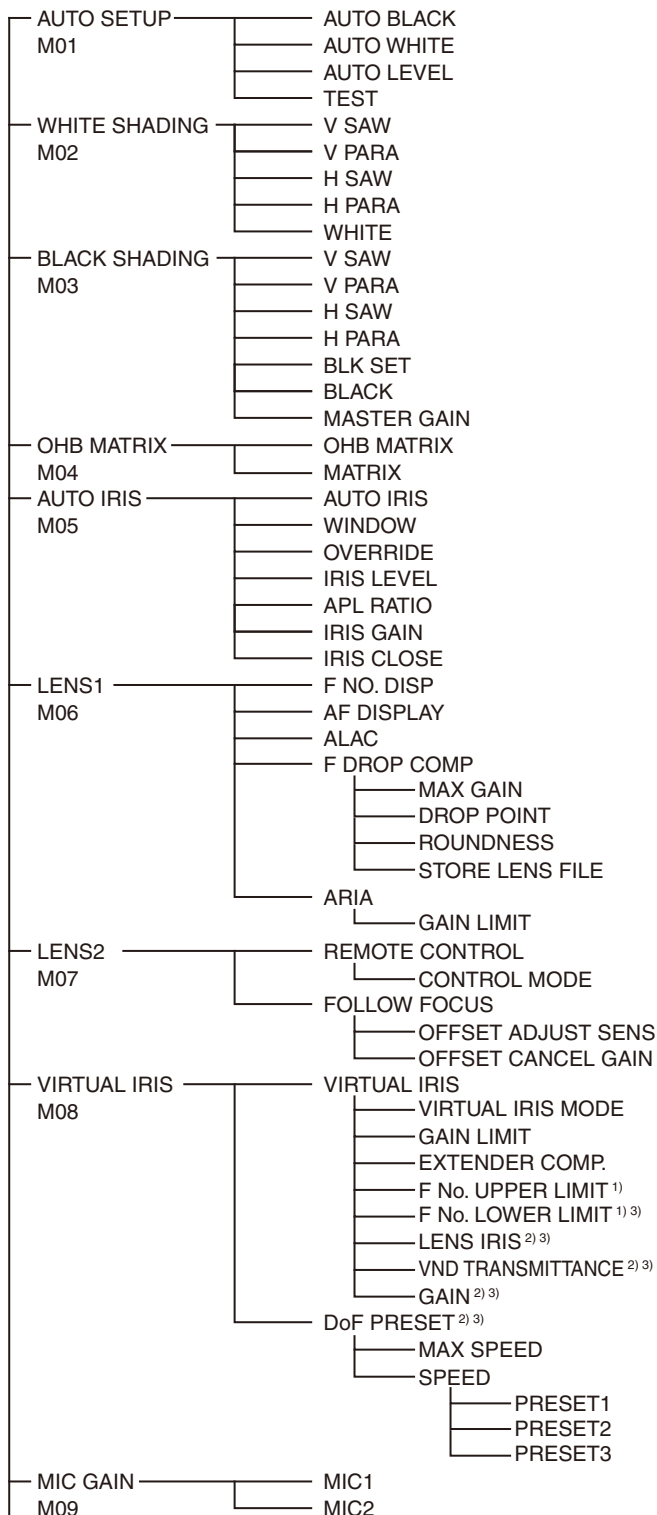 AUTO SETUP AUTO BLACK
M01 AUTO WHITE
AUTO LEVEL
TEST
WHITE SHADING V SAW
M02 V PARA
H SAW
H PARA
WHITE
BLACK SHADING V SAW
M03 V PARA
H SAW
H PARA
BLK SET
BLACK
MASTER GAIN
OHB MATRIX OHB MATRIX
M04 MATRIX
AUTO IRIS AUTO IRIS
M05 WINDOW
OVERRIDE
IRIS LEVEL
APL RATIO
IRIS GAIN
IRIS CLOSE
LENS1 F NO. DISP
M06 AF DISPLAY
ALAC
F DROP COMP
MAX GAIN
DROP POINT
ROUNDNESS
STORE LENS FILE
ARIA
GAIN LIMIT
LENS2 REMOTE CONTROL
M07 CONTROL MODE
FOLLOW FOCUS
OFFSET ADJUST SENS
OFFSET CANCEL GAIN
VIRTUAL IRIS VIRTUAL IRIS
M08 VIRTUAL IRIS MODE
GAIN LIMIT
EXTENDER COMP.
F No. UPPER LIMIT 1)
F No. LOWER LIMIT 1) 3)
LENS IRIS 2) 3)
VND TRANSMITTANCE 2) 3)
GAIN 2) 3)
DoF PRESET 2) 3)
MAX SPEED
SPEED
PRESET1
PRESET2
PRESET3
MIC GAIN MIC1
M09 MIC2